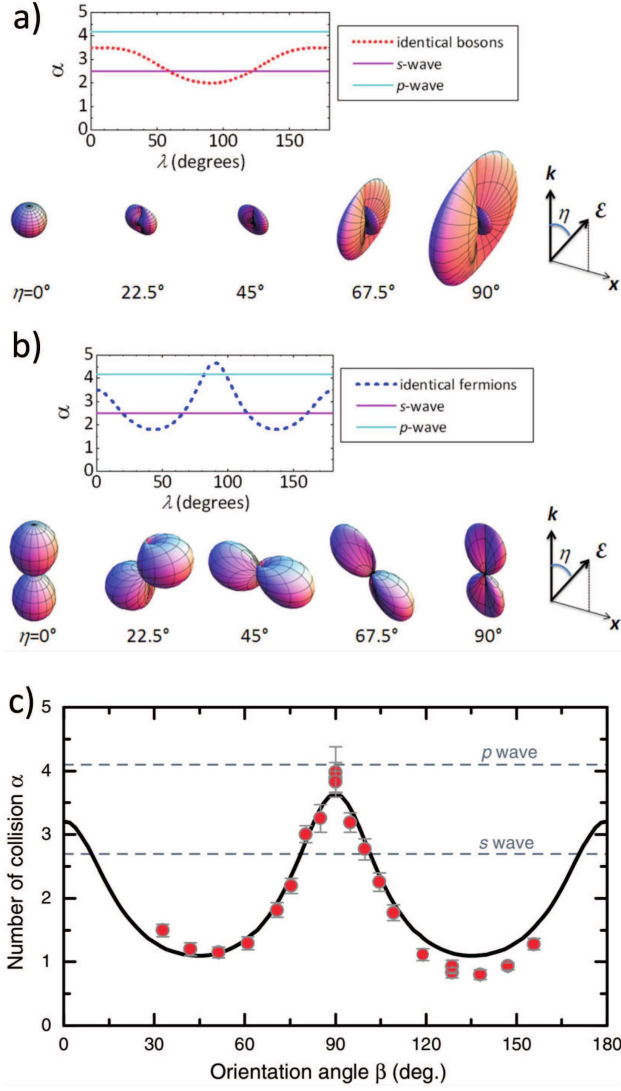 a)
5
4
3
2
1
0
α
0 50 100 150
λ (degrees)
identical bosons
s-wave
p-wave
η=0°
22.5°
45°
67.5°
90°
k
η
ℰ
x
b)
5
4
3
2
1
0
α
0 50 100 150
λ (degrees)
identical fermions
s-wave
p-wave
η=0°
22.5°
45°
67.5°
90°
k
η
ℰ
x
c)
5
4
3
2
1
0
Number of collision α
p wave
s wave
0 30 60 90 120 150 180
Orientation angle β (deg.)